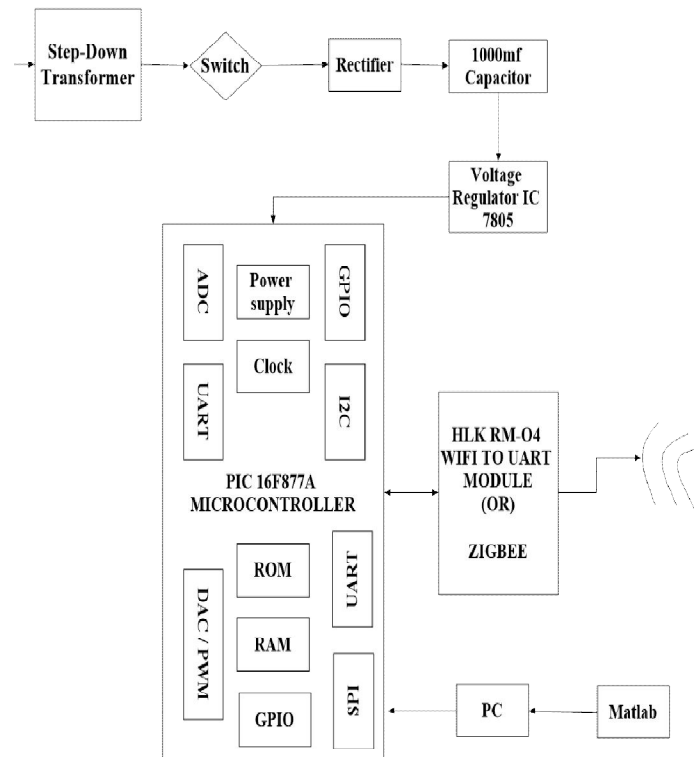 Step-Down
Transformer
Switch
Rectifier
1000mf
Capacitor
Voltage
Regulator IC
7805
ADC
Power
supply
GPIO
Clock
UART
I2C
PIC 16F877A
MICROCONTROLLER
HLK RM-O4
WIFI TO UART
MODULE
(OR)
ZIGBEE
ROM
UART
DAC / PWM
RAM
SPI
GPIO
PC
Matlab